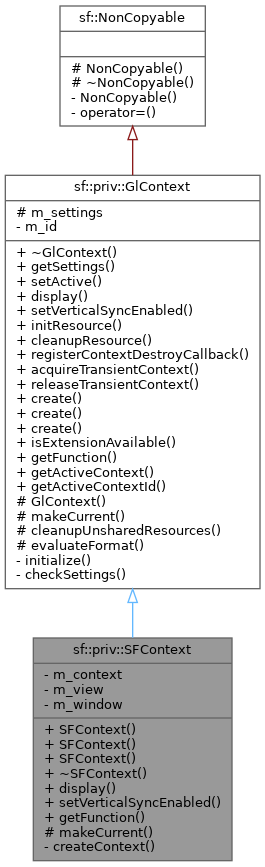 sf::NonCopyable
# NonCopyable()
# ~NonCopyable()
- NonCopyable()
- operator=()
sf::priv::GlContext
# m_settings
- m_id
+ ~GlContext()
+ getSettings()
+ setActive()
+ display()
+ setVerticalSyncEnabled()
+ initResource()
+ cleanupResource()
+ registerContextDestroyCallback()
+ acquireTransientContext()
+ releaseTransientContext()
+ create()
+ create()
+ create()
+ isExtensionAvailable()
+ getFunction()
+ getActiveContext()
+ getActiveContextId()
# GlContext()
# makeCurrent()
# cleanupUnsharedResources()
# evaluateFormat()
- initialize()
- checkSettings()
sf::priv::SFContext
- m_context
- m_view
- m_window
+ SFContext()
+ SFContext()
+ SFContext()
+ ~SFContext()
+ display()
+ setVerticalSyncEnabled()
+ getFunction()
# makeCurrent()
- createContext()